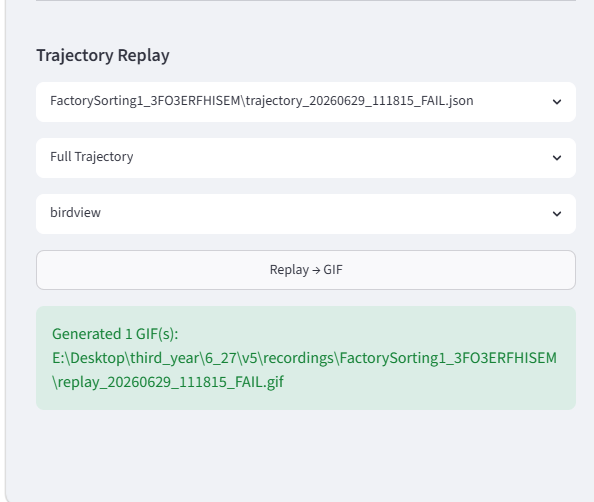 Trajectory Replay
FactorySorting1_3FO3ERFHISEM\trajectory_20260629_111815_FAIL.json
Full Trajectory
birdview
Replay → GIF
Generated 1 GIF(s):
E:\Desktop\third_year\6_27\v5\recordings\FactorySorting1_3FO3ERFHISEM
\replay_20260629_111815_FAIL.gif